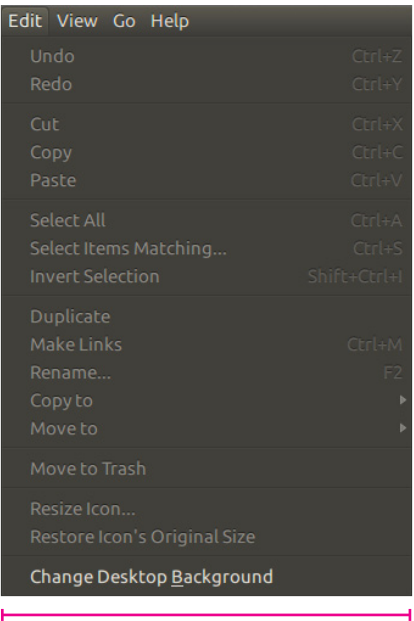 Edit View Go Help
Undo Ctrl+Z
Redo Ctrl+Y
Cut Ctrl+X
Copy Ctrl+C
Paste Ctrl+V
Select All Ctrl+A
Select Items Matching... Ctrl+S
Invert Selection Shift+Ctrl+I
Duplicate
Make Links Ctrl+M
Rename... F2
Copy to
Move to
Move to Trash
Resize Icon...
Restore Icon's Original Size
Change Desktop Background